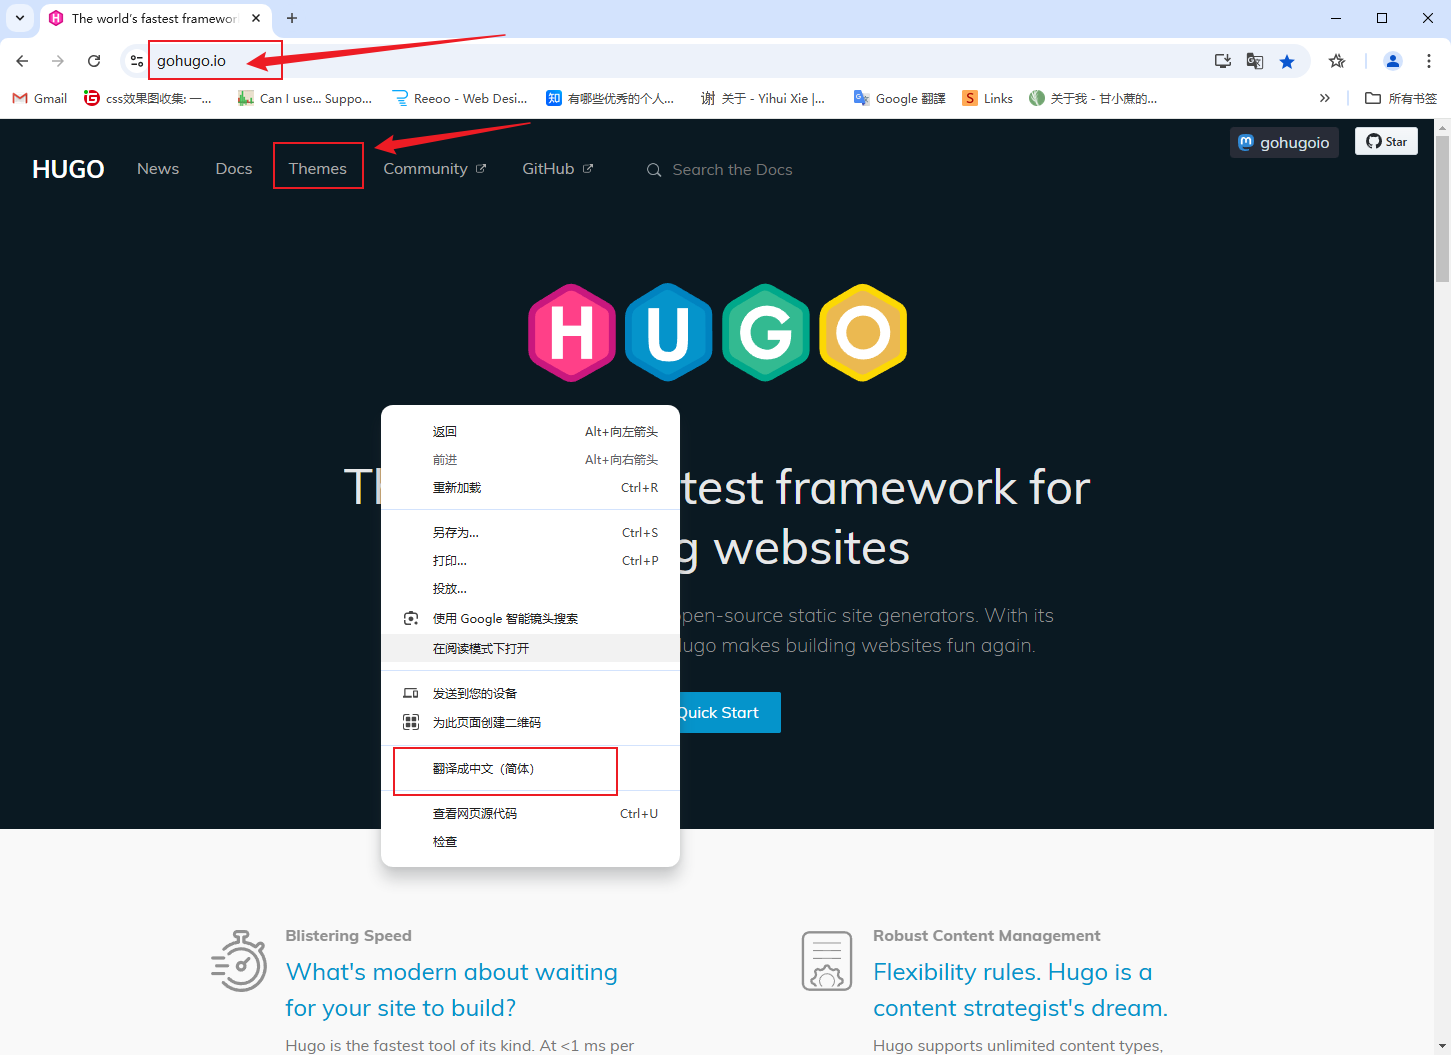 The world's fastest framewor
gohugo.io
Gmail
css效果图收集: 一...
Can I use... Suppo...
Reeoo - Web Desi...
知 有哪些优秀的个人...
谢 关于 - Yihui Xie |...
Google 翻譯
S Links
关于我 - 甘小蔗的...
所有书签
HUGO
News
Docs
Themes
Community
GitHub
Search the Docs
gohugoio
Star
HUGO
test framework for
g websites
open-source static site generators. With its
Hugo makes building websites fun again.
Quick Start
返回 Alt+向左箭头
前进 Alt+向右箭头
重新加载 Ctrl+R
另存为... Ctrl+S
打印... Ctrl+P
投放...
使用 Google 智能镜头搜索
在阅读模式下打开
发送到您的设备
为此页面创建二维码
翻译成中文（简体）
查看网页源代码 Ctrl+U
检查
Blistering Speed
What's modern about waiting
for your site to build?
Hugo is the fastest tool of its kind. At <1 ms per
Robust Content Management
Flexibility rules. Hugo is a
content strategist's dream.
Hugo supports unlimited content types,